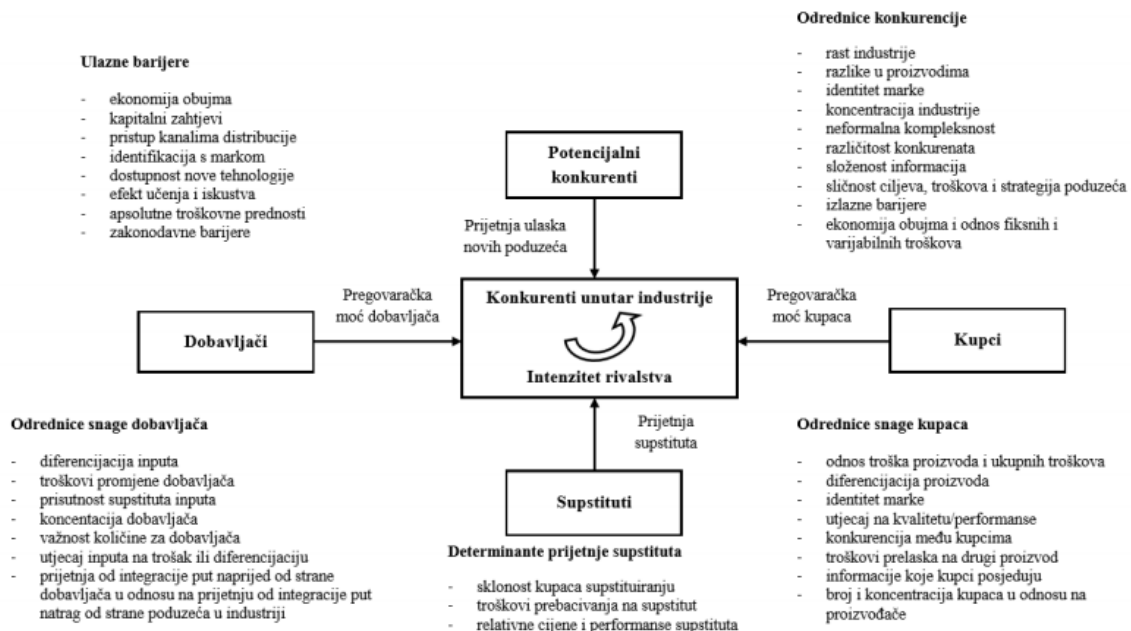 Ulazne barijere
- ekonomija obujma
- kapitalni zahtjevi
- pristup kanalima distribucije
- identifikacija s markom
- dostupnost nove tehnologije
- efekt učenja i iskustva
- apsolutne troškovne prednosti
- zakonodavne barijere
Odrednice konkurencije
- rast industrije
- razlike u proizvodima
- identitet marke
- koncentracija industrije
- neformalna kompleksnost
- različitost konkurenata
- složenost informacija
- sličnost ciljeva, troškova i strategija poduzeća
- izlazne barijere
- ekonomija obujma i odnos fiksnih i
varijabilnih troškova
Potencijalni
konkurenti
Prijetnja ulaska
novih poduzeća
Dobavljači
Pregovaračka
moć dobavljača
Konkurenti unutar industrije
Intenzitet rivalstva
Pregovaračka
moć kupaca
Kupci
Prijetnja
supstituta
Supstituti
Odrednice snage dobavljača
- diferencijacija inputa
- troškovi promjene dobavljača
- prisutnost supstituta inputa
- koncentacija dobavljača
- važnost količine za dobavljača
- utjecaj inputa na trošak ili diferencijaciju
- prijetnja od integracije put naprijed od strane
dobavljača u odnosu na prijetnju od integracije put
natrag od strane poduzeća u industriji
Determinante prijetnje supstituta
- sklonost kupaca supstituiranju
- troškovi prebacivanja na supstitut
- relativne cijene i performanse supstituta
Odrednice snage kupaca
- odnos troška proizvoda i ukupnih troškova
- diferencijacija proizvoda
- identitet marke
- utjecaj na kvalitetu/performanse
- konkurencija među kupcima
- troškovi prelaska na drugi proizvod
- informacije koje kupci posjeduju
- broj i koncentracija kupaca u odnosu na
proizvođače